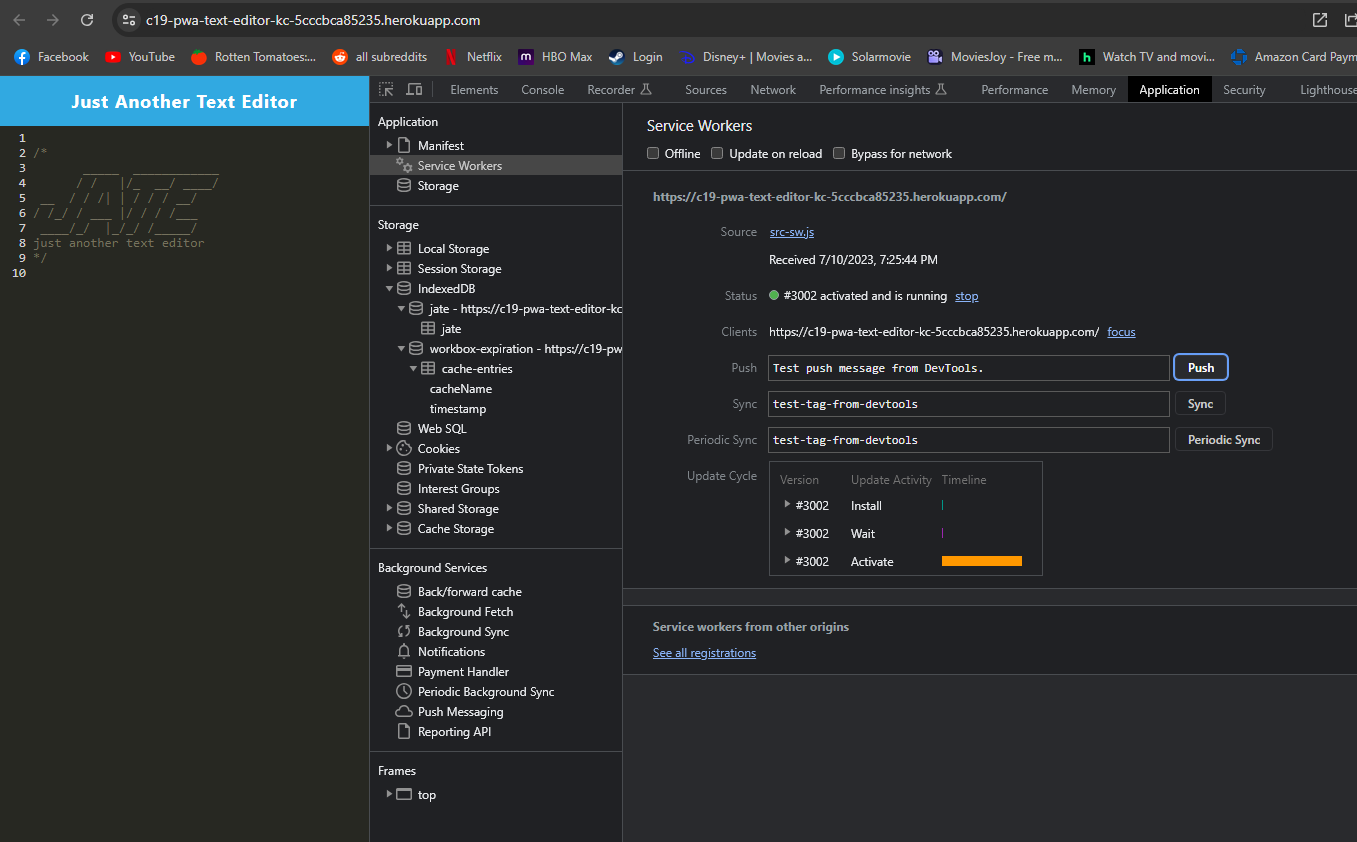 c19-pwa-text-editor-kc-5cccbca85235.herokuapp.com
Facebook YouTube Rotten Tomatoes:... all subreddits Netflix HBO Max Login Disney+ | Movies a... Solarmovie MoviesJoy - Free m... Watch TV and movi... Amazon Card Paym
Just Another Text Editor
Elements Console Recorder Sources Network Performance insights Performance Memory Application Security Lighthouse
1
2 /*
3
4
5
6
7
8 just another text editor
9 */
10
Application
Manifest
Service Workers
Storage
Storage
Local Storage
Session Storage
IndexedDB
jate - https://c19-pwa-text-editor-kc
jate
workbox-expiration - https://c19-pw
cache-entries
cacheName
timestamp
Web SQL
Cookies
Private State Tokens
Interest Groups
Shared Storage
Cache Storage
Background Services
Back/forward cache
Background Fetch
Background Sync
Notifications
Payment Handler
Periodic Background Sync
Push Messaging
Reporting API
Frames
top
Service Workers
Offline Update on reload Bypass for network
https://c19-pwa-text-editor-kc-5cccbca85235.herokuapp.com/
Source src-sw.js
Received 7/10/2023, 7:25:44 PM
Status #3002 activated and is running stop
Clients https://c19-pwa-text-editor-kc-5cccbca85235.herokuapp.com/ focus
Push Test push message from DevTools. Push
Sync test-tag-from-devtools Sync
Periodic Sync test-tag-from-devtools Periodic Sync
Update Cycle Version Update Activity Timeline
#3002 Install
#3002 Wait
#3002 Activate
Service workers from other origins
See all registrations